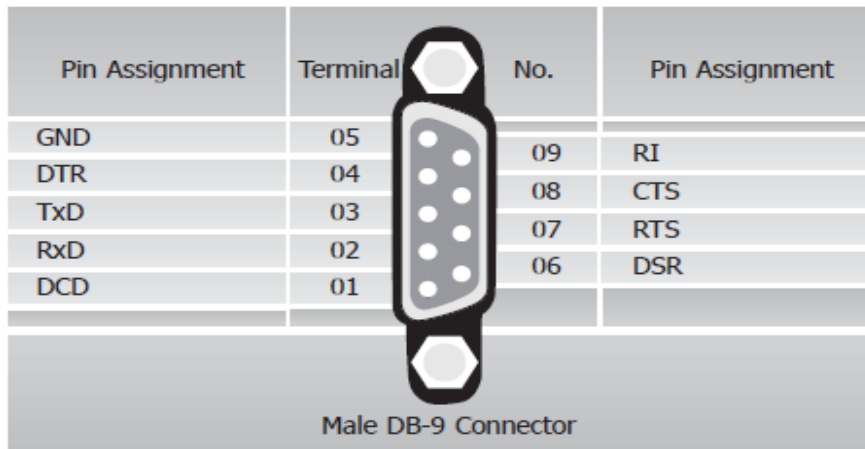 Pin Assignment Terminal No. Pin Assignment
GND 05
09 RI
DTR 04
08 CTS
TxD 03
07 RTS
RxD 02
06 DSR
DCD 01
Male DB-9 Connector